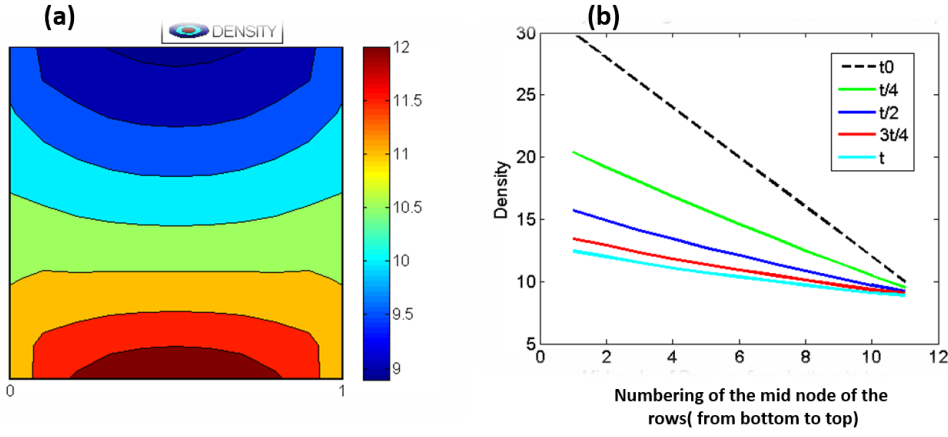 (a)
DENSITY
12
11.5
11
10.5
10
9.5
9
0
1
(b)
30
25
20
15
10
5
Density
0
2
4
6
8
10
12
t0
t/4
t/2
3t/4
t
Numbering of the mid node of the
rows( from bottom to top)